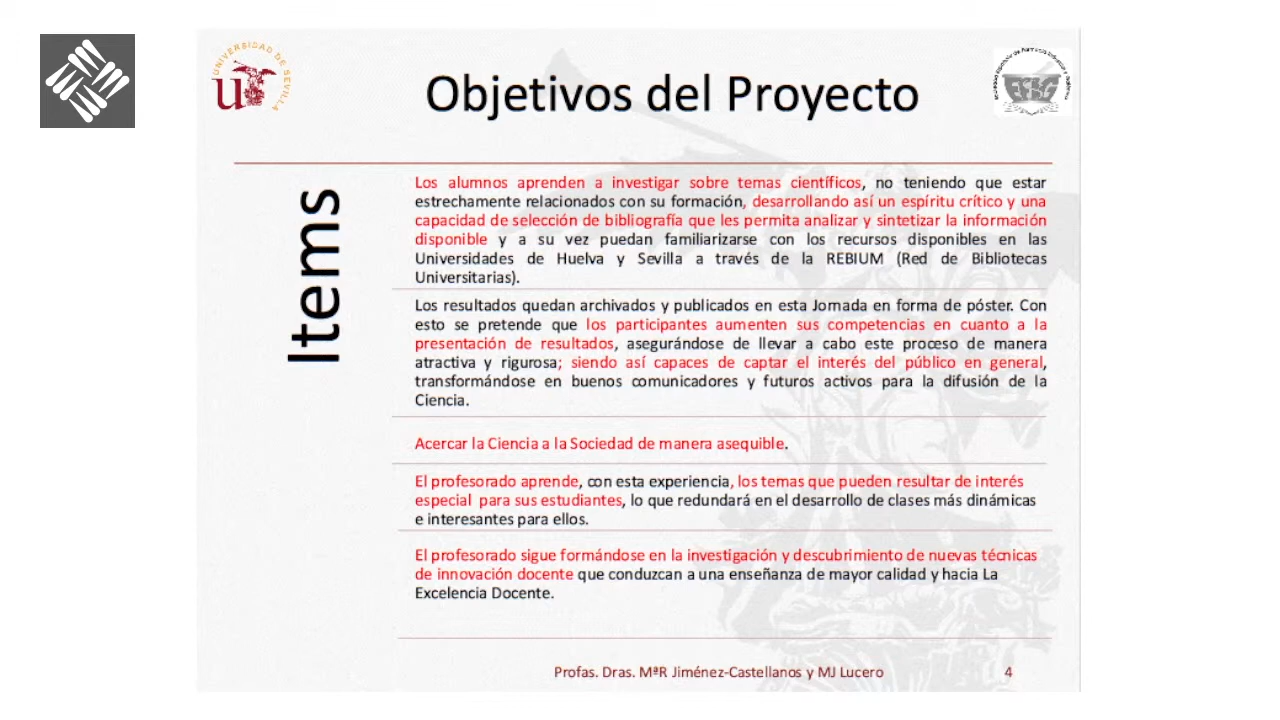 UNIVERSIDAD DE SEVILLA
Objetivos del Proyecto
Items
Los alumnos aprenden a investigar sobre temas científicos, no teniendo que estar
estrechamente relacionados con su formación, desarrollando así un espíritu crítico y una
capacidad de selección de bibliografía que les permita analizar y sintetizar la información
disponible y a su vez puedan familiarizarse con los recursos disponibles en las
Universidades de Huelva y Sevilla a través de la REBIUM (Red de Bibliotecas
Universitarias).
Los resultados quedan archivados y publicados en esta Jornada en forma de póster. Con
esto se pretende que los participantes aumenten sus competencias en cuanto a la
presentación de resultados, asegurándose de llevar a cabo este proceso de manera
atractiva y rigurosa; siendo así capaces de captar el interés del público en general,
transformándose en buenos comunicadores y futuros activos para la difusión de la
Ciencia.
Acercar la Ciencia a la Sociedad de manera asequible.
El profesorado aprende, con esta experiencia, los temas que pueden resultar de interés
especial para sus estudiantes, lo que redundará en el desarrollo de clases más dinámicas
e interesantes para ellos.
El profesorado sigue formándose en la investigación y descubrimiento de nuevas técnicas
de innovación docente que conduzcan a una enseñanza de mayor calidad y hacia La
Excelencia Docente.
Profas. Dras. MªR Jiménez-Castellanos y MJ Lucero
4